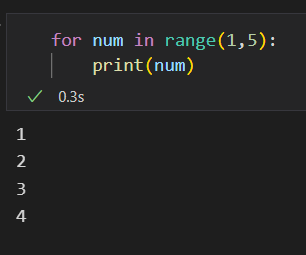 for num in range(1,5):
    print(num)
0.3s
1
2
3
4